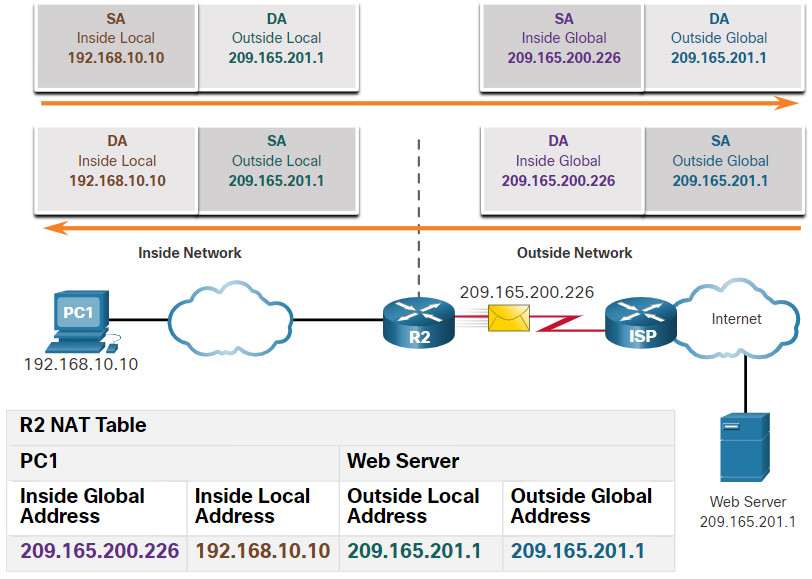 SA
Inside Local
192.168.10.10
DA
Outside Local
209.165.201.1
SA
Inside Global
209.165.200.226
DA
Outside Global
209.165.201.1
DA
Inside Local
192.168.10.10
SA
Outside Local
209.165.201.1
DA
Inside Global
209.165.200.226
SA
Outside Global
209.165.201.1
Inside Network
Outside Network
209.165.200.226
PC1
R2
ISP
Internet
192.168.10.10
R2 NAT Table
PC1
Web Server
Inside Global
Address
Inside Local
Address
Outside Local
Address
Outside Global
Address
209.165.200.226
192.168.10.10
209.165.201.1
209.165.201.1
Web Server
209.165.201.1